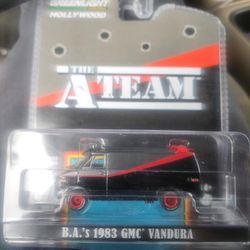 GREENLIGHT
HOLLYWOOD
THE
A TEAM
B.A.'s 1983 GMC® VANDURA